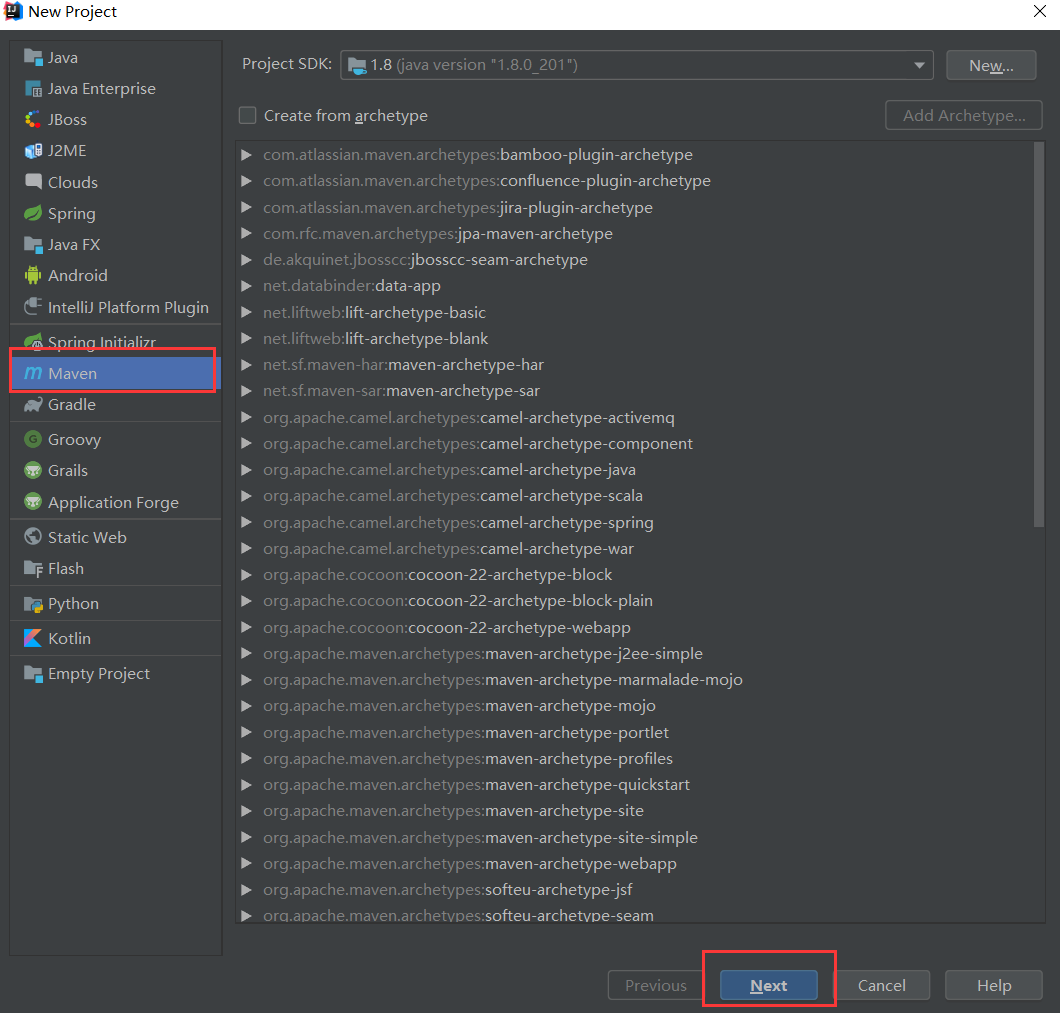 New Project
Java
Java Enterprise
JBoss
J2ME
Clouds
Spring
Java FX
Android
IntelliJ Platform Plugin
Spring Initializr
Maven
Gradle
Groovy
Grails
Application Forge
Static Web
Flash
Python
Kotlin
Empty Project
Project SDK: 1.8 (java version "1.8.0_201") New...
Create from archetype Add Archetype...
com.atlassian.maven.archetypes:bamboo-plugin-archetype
com.atlassian.maven.archetypes:confluence-plugin-archetype
com.atlassian.maven.archetypes:jira-plugin-archetype
com.rfc.maven.archetypes:jpa-maven-archetype
de.akquinet.jbosscc:jbosscc-seam-archetype
net.databinder:data-app
net.liftweb:lift-archetype-basic
net.liftweb:lift-archetype-blank
net.sf.maven-har:maven-archetype-har
net.sf.maven-sar:maven-archetype-sar
org.apache.camel.archetypes:camel-archetype-activemq
org.apache.camel.archetypes:camel-archetype-component
org.apache.camel.archetypes:camel-archetype-java
org.apache.camel.archetypes:camel-archetype-scala
org.apache.camel.archetypes:camel-archetype-spring
org.apache.camel.archetypes:camel-archetype-war
org.apache.cocoon:cocoon-22-archetype-block
org.apache.cocoon:cocoon-22-archetype-block-plain
org.apache.cocoon:cocoon-22-archetype-webapp
org.apache.maven.archetypes:maven-archetype-j2ee-simple
org.apache.maven.archetypes:maven-archetype-marmalade-mojo
org.apache.maven.archetypes:maven-archetype-mojo
org.apache.maven.archetypes:maven-archetype-portlet
org.apache.maven.archetypes:maven-archetype-profiles
org.apache.maven.archetypes:maven-archetype-quickstart
org.apache.maven.archetypes:maven-archetype-site
org.apache.maven.archetypes:maven-archetype-site-simple
org.apache.maven.archetypes:maven-archetype-webapp
org.apache.maven.archetypes:softeu-archetype-jsf
org.apache.maven.archetypes:softeu-archetype-seam
Previous Next Cancel Help